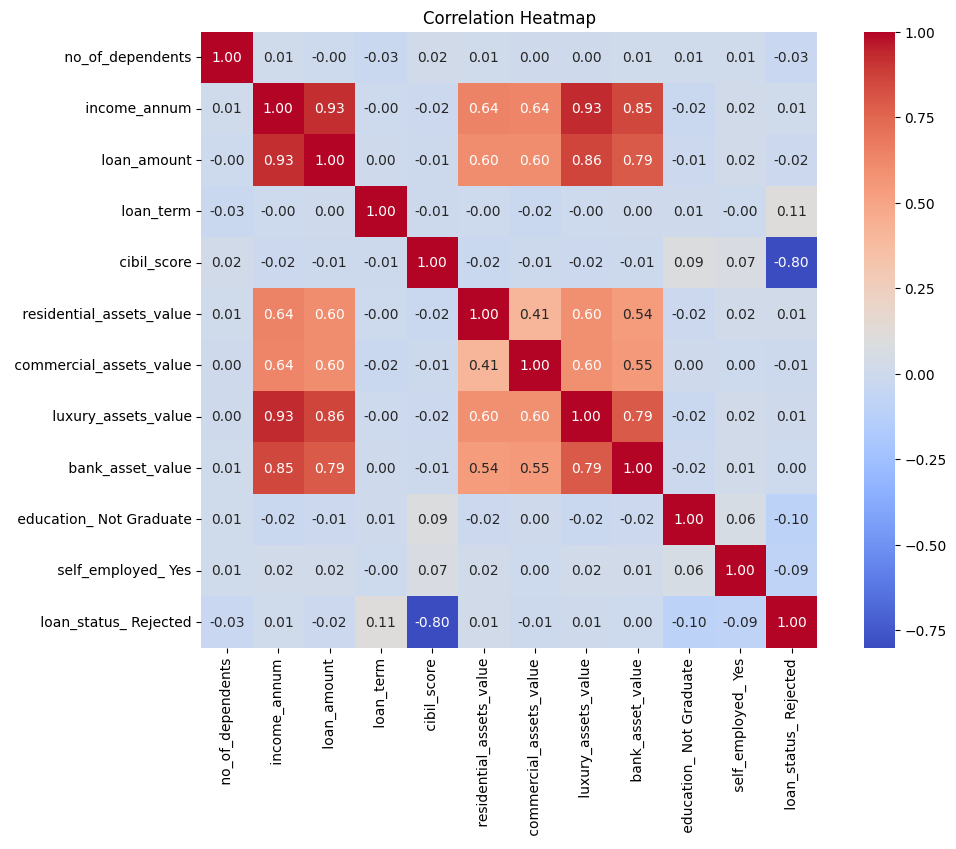 Correlation Heatmap
no_of_dependents 1.00 0.01 -0.00 -0.03 0.02 0.01 0.00 0.00 0.01 0.01 0.01 -0.03
income_annum 0.01 1.00 0.93 -0.00 -0.02 0.64 0.64 0.93 0.85 -0.02 0.02 0.01
loan_amount -0.00 0.93 1.00 0.00 -0.01 0.60 0.60 0.86 0.79 -0.01 0.02 -0.02
loan_term -0.03 -0.00 0.00 1.00 -0.01 -0.00 -0.02 -0.00 0.00 0.01 -0.00 0.11
cibil_score 0.02 -0.02 -0.01 -0.01 1.00 -0.02 -0.01 -0.02 -0.01 0.09 0.07 -0.80
residential_assets_value 0.01 0.64 0.60 -0.00 -0.02 1.00 0.41 0.60 0.54 -0.02 0.02 0.01
commercial_assets_value 0.00 0.64 0.60 -0.02 -0.01 0.41 1.00 0.60 0.55 0.00 0.00 -0.01
luxury_assets_value 0.00 0.93 0.86 -0.00 -0.02 0.60 0.60 1.00 0.79 -0.02 0.02 0.01
bank_asset_value 0.01 0.85 0.79 0.00 -0.01 0.54 0.55 0.79 1.00 -0.02 0.01 0.00
education_ Not Graduate 0.01 -0.02 -0.01 0.01 0.09 -0.02 0.00 -0.02 -0.02 1.00 0.06 -0.10
self_employed_ Yes 0.01 0.02 0.02 -0.00 0.07 0.02 0.00 0.02 0.01 0.06 1.00 -0.09
loan_status_ Rejected -0.03 0.01 -0.02 0.11 -0.80 0.01 -0.01 0.01 0.00 -0.10 -0.09 1.00
no_of_dependents
income_annum
loan_amount
loan_term
cibil_score
residential_assets_value
commercial_assets_value
luxury_assets_value
bank_asset_value
education_ Not Graduate
self_employed_ Yes
loan_status_ Rejected
1.00
0.75
0.50
0.25
0.00
−0.25
−0.50
−0.75